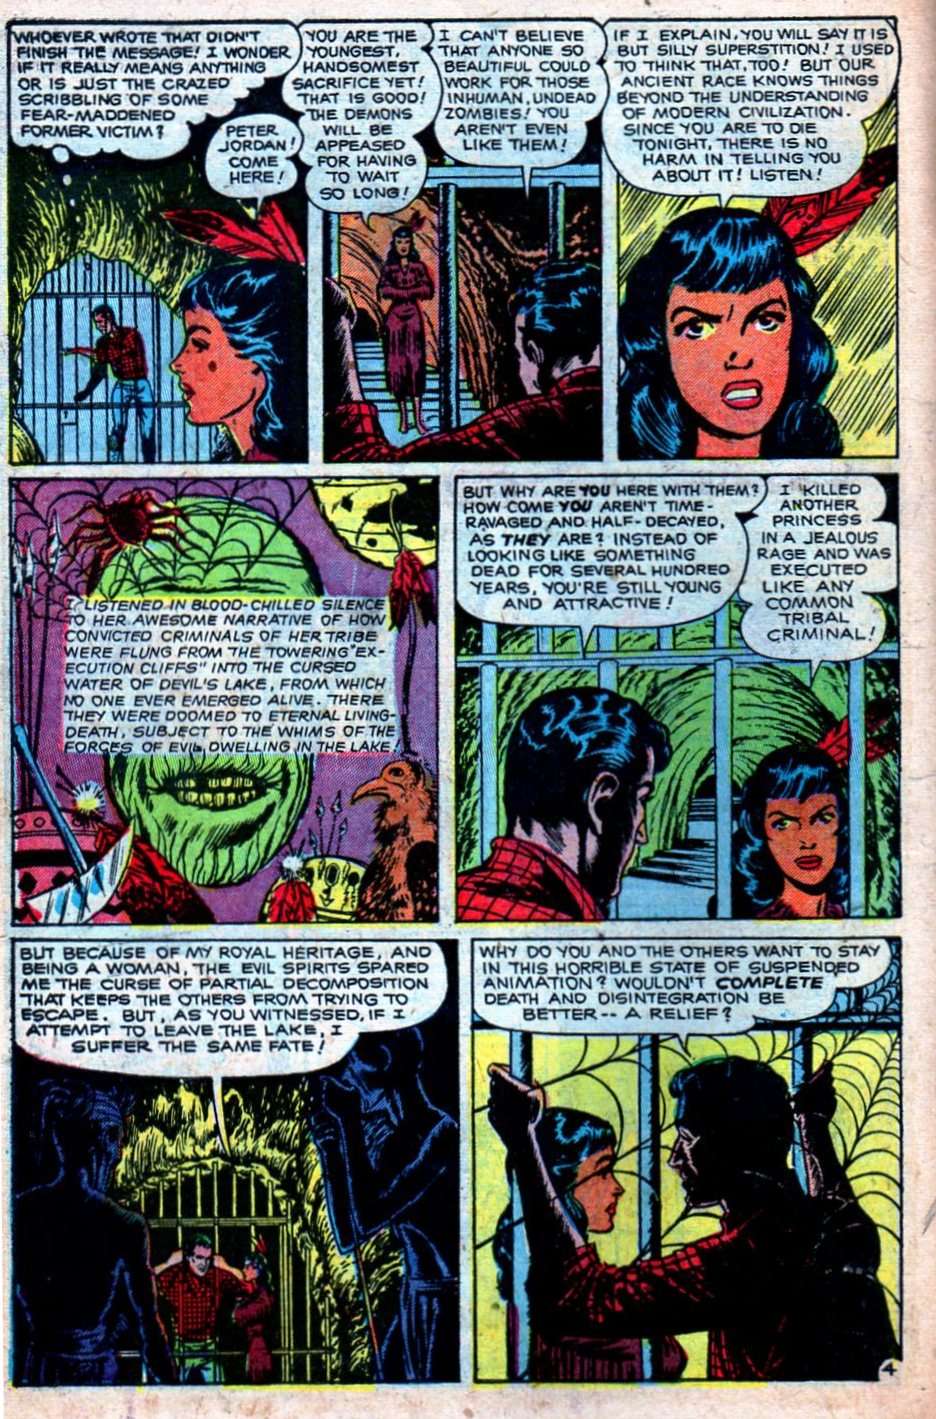 WHOEVER WROTE THAT DIDN'T
FINISH THE MESSAGE! I WONDER
IF IT REALLY MEANS ANYTHING
OR IS JUST THE CRAZED
SCRIBBLING OF SOME
FEAR-MADDENED
FORMER VICTIM?
PETER
JORDAN!
COME
HERE!
YOU ARE THE
YOUNGEST,
HANDSOMEST
SACRIFICE YET!
THAT IS GOOD!
THE DEMONS
WILL BE
APPEASED
FOR HAVING
TO WAIT
SO LONG!
I CAN'T BELIEVE
THAT ANYONE SO
BEAUTIFUL COULD
WORK FOR THOSE
INHUMAN, UNDEAD
ZOMBIES! YOU
AREN'T EVEN
LIKE THEM!
IF I EXPLAIN, YOU WILL SAY IT IS
BUT SILLY SUPERSTITION! I USED
TO THINK THAT, TOO! BUT OUR
ANCIENT RACE KNOWS THINGS
BEYOND THE UNDERSTANDING
OF MODERN CIVILIZATION.
SINCE YOU ARE TO DIE
TONIGHT, THERE IS NO
HARM IN TELLING YOU
ABOUT IT! LISTEN!
I LISTENED IN BLOOD-CHILLED SILENCE
TO HER AWESOME NARRATIVE OF HOW
CONVICTED CRIMINALS OF HER TRIBE
WERE FLUNG FROM THE TOWERING "EX-
ECUTION CLIFFS" INTO THE CURSED
WATER OF DEVIL'S LAKE, FROM WHICH
NO ONE EVER EMERGED ALIVE. THERE
THEY WERE DOOMED TO ETERNAL LIVING-
DEATH, SUBJECT TO THE WHIMS OF THE
FORCES OF EVIL DWELLING IN THE LAKE!
BUT WHY ARE YOU HERE WITH THEM?
HOW COME YOU AREN'T TIME-
RAVAGED AND HALF-DECAYED,
AS THEY ARE? INSTEAD OF
LOOKING LIKE SOMETHING
DEAD FOR SEVERAL HUNDRED
YEARS, YOU'RE STILL YOUNG
AND ATTRACTIVE!
I KILLED
ANOTHER
PRINCESS
IN A JEALOUS
RAGE AND WAS
EXECUTED
LIKE ANY
COMMON
TRIBAL
CRIMINAL!
BUT BECAUSE OF MY ROYAL HERITAGE, AND
BEING A WOMAN, THE EVIL SPIRITS SPARED
ME THE CURSE OF PARTIAL DECOMPOSITION
THAT KEEPS THE OTHERS FROM TRYING TO
ESCAPE. BUT, AS YOU WITNESSED, IF I
ATTEMPT TO LEAVE THE LAKE, I
SUFFER THE SAME FATE!
WHY DO YOU AND THE OTHERS WANT TO STAY
IN THIS HORRIBLE STATE OF SUSPENDED
ANIMATION? WOULDN'T COMPLETE
DEATH AND DISINTEGRATION BE
BETTER-- A RELIEF?
4